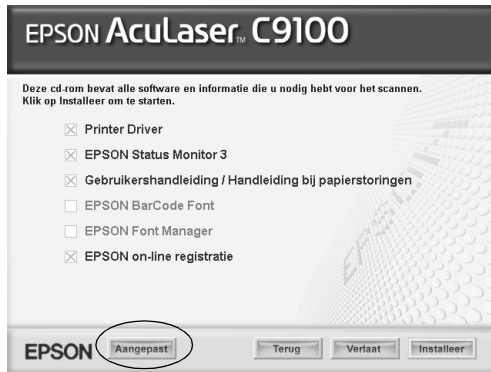 EPSON AcuLaser™ C9100
Deze cd-rom bevat alle software en informatie die u nodig hebt voor het scannen.
Klik op Installeer om te starten.
Printer Driver
EPSON Status Monitor 3
Gebruikershandleiding / Handleiding bij papierstoringen
EPSON BarCode Font
EPSON Font Manager
EPSON on-line registratie
EPSON
EPSON Aangepast Terug Verlaat Installeer